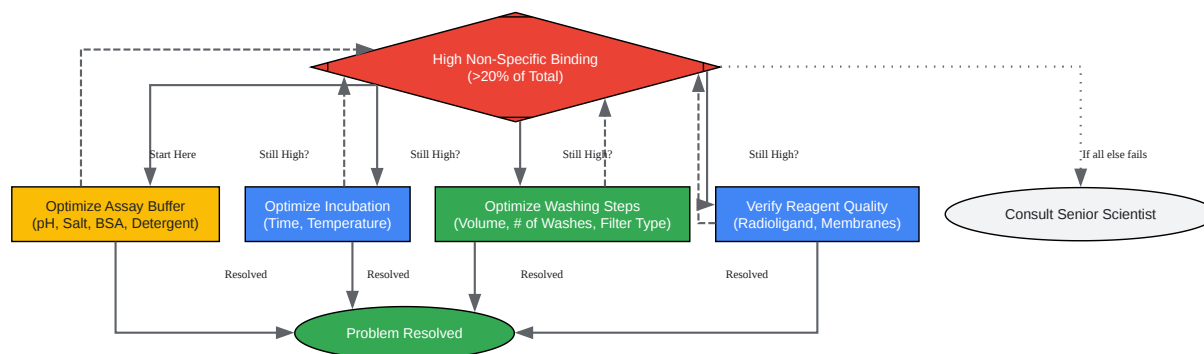 High Non-Specific Binding
(>20% of Total)
Start Here
Still High?
Still High?
Still High?
Still High?
If all else fails
Optimize Assay Buffer
(pH, Salt, BSA, Detergent)
Optimize Incubation
(Time, Temperature)
Optimize Washing Steps
(Volume, # of Washes, Filter Type)
Verify Reagent Quality
(Radioligand, Membranes)
Consult Senior Scientist
Resolved
Resolved
Resolved
Resolved
Problem Resolved